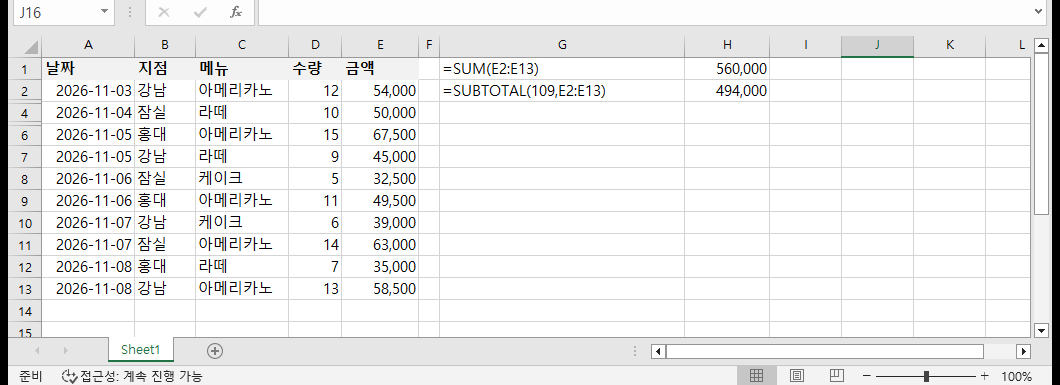 J16 fx
A B C D E F G H I J K L
1 날짜 지점 메뉴 수량 금액 =SUM(E2:E13) 560,000
2 2026-11-03 강남 아메리카노 12 54,000 =SUBTOTAL(109,E2:E13) 494,000
4 2026-11-04 잠실 라떼 10 50,000
6 2026-11-05 홍대 아메리카노 15 67,500
7 2026-11-05 강남 라떼 9 45,000
8 2026-11-06 잠실 케이크 5 32,500
9 2026-11-06 홍대 아메리카노 11 49,500
10 2026-11-07 강남 케이크 6 39,000
11 2026-11-07 잠실 아메리카노 14 63,000
12 2026-11-08 홍대 라떼 7 35,000
13 2026-11-08 강남 아메리카노 13 58,500
14
15
Sheet1
준비 접근성: 계속 진행 가능 100%